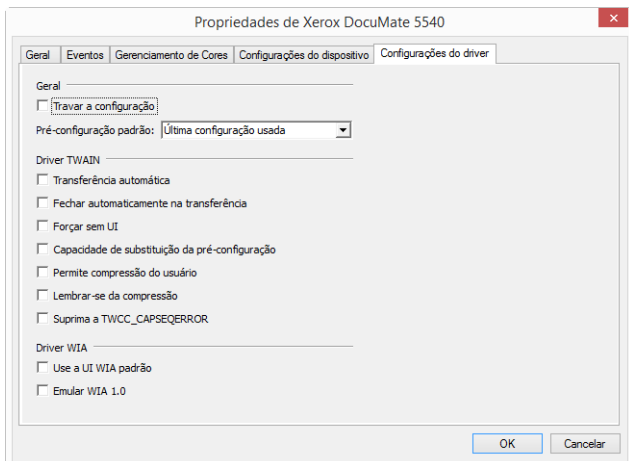 Propriedades de Xerox DocuMate 5540
Geral Eventos Gerenciamento de Cores Configurações do dispositivo Configurações do driver
Geral
Travar a configuração
Pré-configuração padrão: Última configuração usada
Driver TWAIN
Transferência automática
Fechar automaticamente na transferência
Forçar sem UI
Capacidade de substituição da pré-configuração
Permite compressão do usuário
Lembrar-se da compressão
Suprima a TWCC_CAPSEQERROR
Driver WIA
Use a UI WIA padrão
Emular WIA 1.0
OK Cancelar